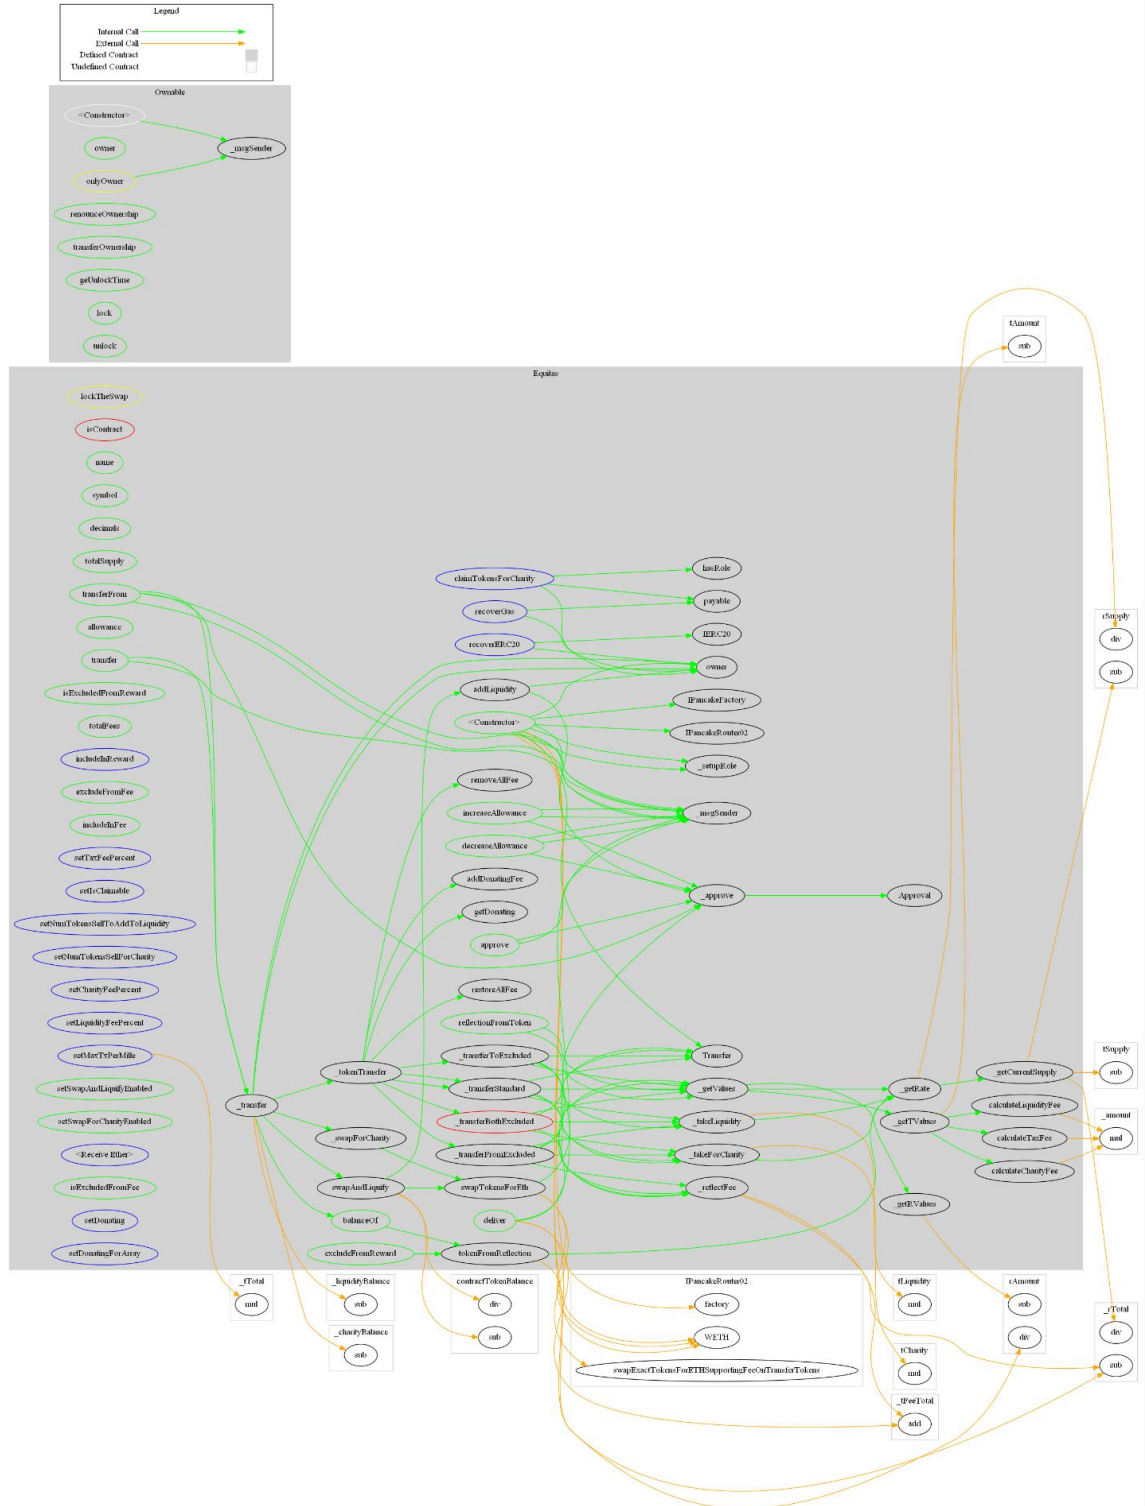 Legend
Internal Call
External Call
Defined Contract
Undefined Contract
Ownable
<Constructor>
owner
_msgSender
onlyOwner
renounceOwnership
transferOwnership
geUnlockTime
lock
unlock
tAmount
sub
Equitas
lockTheSwap
isContract
name
symbol
decimals
totalSupply
transferFrom
allowance
transfer
isExcludedFromReward
totalFees
includeInReward
excludeFromFee
includeInFee
setTaxFeePercent
setIsClaimable
setNumTokensSellToAddToLiquidity
setNumTokensSellForCharity
setCharityFeePercent
setLiquidityFeePercent
setMaxTxPerMille
setSwapAndLiquifyEnabled
setSwapForCharityEnabled
<Receive Ether>
isExcludedFromFee
setDonating
setDonatingForArray
_transfer
_tokenTransfer
_swapForCharity
swapAndLiquify
balanceOf
excludeFromReward
claimTokensForCharity
recoverGas
recoverERC20
addLiquidity
<Constructor>
removeAllFee
increaseAllowance
decreaseAllowance
addDonatingFee
getDonating
approve
restoreAllFee
reflectionFromToken
_transferToExcluded
_transferStandard
_transferBothExcluded
_transferFromExcluded
swapTokensForEth
deliver
tokenFromReflection
hasRole
payable
IERC20
owner
IPancakeFactory
IPancakeRouter02
_setupRole
_msgSender
_approve
Transfer
_getValues
_takeLiquidity
_takeForCharity
_reflectFee
Approval
_getRate
_getTValues
_getRValues
_getCurrentSupply
calculateLiquidityFee
calculateTaxFee
calculateCharityFee
rSupply
div
sub
tSupply
sub
_amount
mul
_tTotal
mul
_liquidityBalance
sub
_charityBalance
sub
contractTokenBalance
div
sub
IPancakeRouter02
factory
WETH
swapExactTokensForETHSupportingFeeOnTransferTokens
tLiquidity
mul
tCharity
mul
_tFeeTotal
add
rAmount
sub
div
_rTotal
div
sub